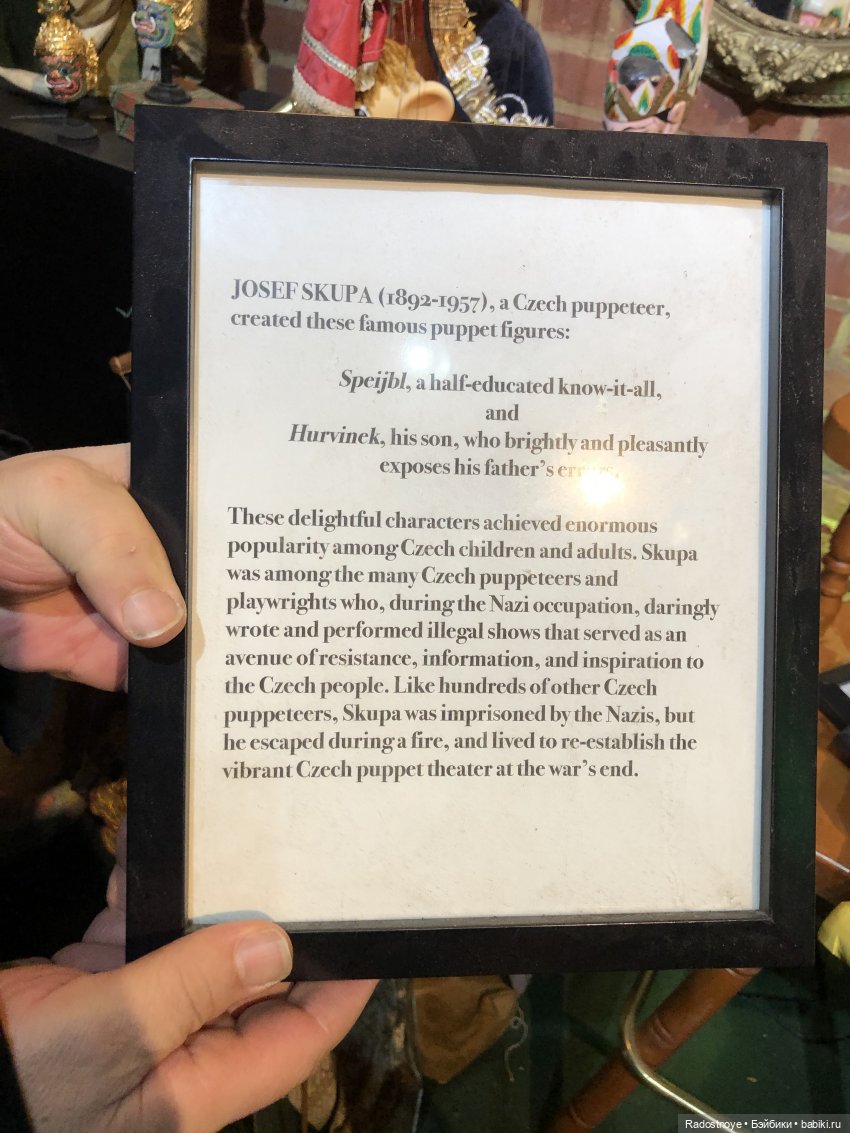 JOSEF SKUPA (1892-1957), a Czech puppeteer,
created these famous puppet figures:
Speijbl, a half-educated know-it-all,
and
Hurvinek, his son, who brightly and pleasantly
exposes his father's errors.
These delightful characters achieved enormous
popularity among Czech children and adults. Skupa
was among the many Czech puppeteers and
playwrights who, during the Nazi occupation, daringly
wrote and performed illegal shows that served as an
avenue of resistance, information, and inspiration to
the Czech people. Like hundreds of other Czech
puppeteers, Skupa was imprisoned by the Nazis, but
he escaped during a fire, and lived to re-establish the
vibrant Czech puppet theater at the war's end.
Radostnoye • Бэйбики • babiki.ru